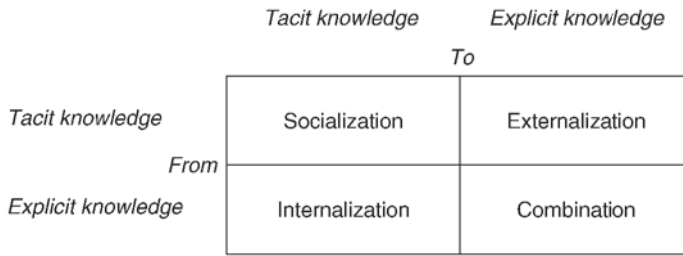 Tacit knowledge Explicit knowledge
To
Tacit knowledge Socialization Externalization
From
Explicit knowledge Internalization Combination